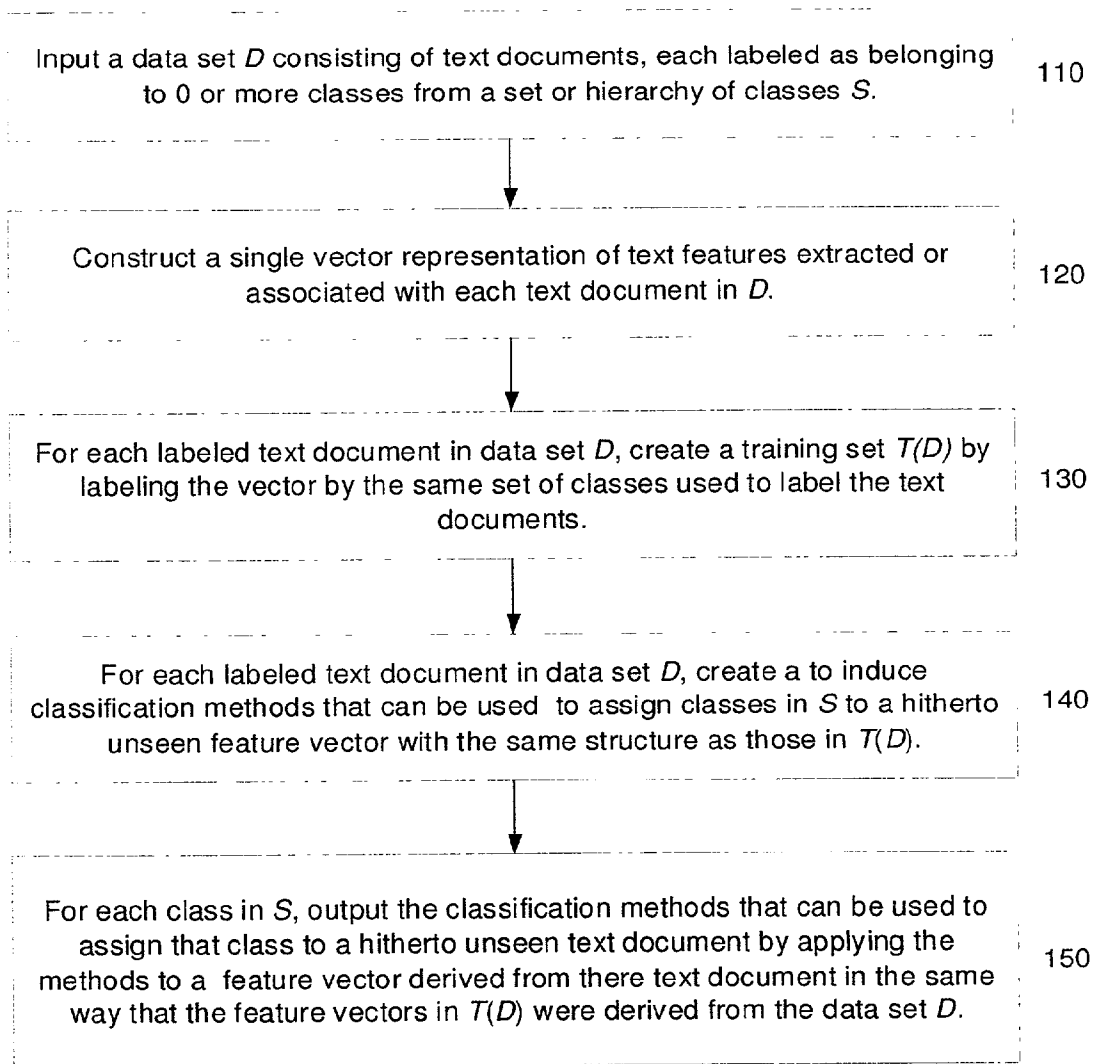 Input a data set D consisting of text documents, each labeled as belonging
to 0 or more classes from a set or hierarchy of classes S.
110
Construct a single vector representation of text features extracted or
associated with each text document in D.
120
For each labeled text document in data set D, create a training set T(D) by
labeling the vector by the same set of classes used to label the text
documents.
130
For each labeled text document in data set D, create a to induce
classification methods that can be used to assign classes in S to a hitherto
unseen feature vector with the same structure as those in T(D).
140
For each class in S, output the classification methods that can be used to
assign that class to a hitherto unseen text document by applying the
methods to a feature vector derived from there text document in the same
way that the feature vectors in T(D) were derived from the data set D.
150